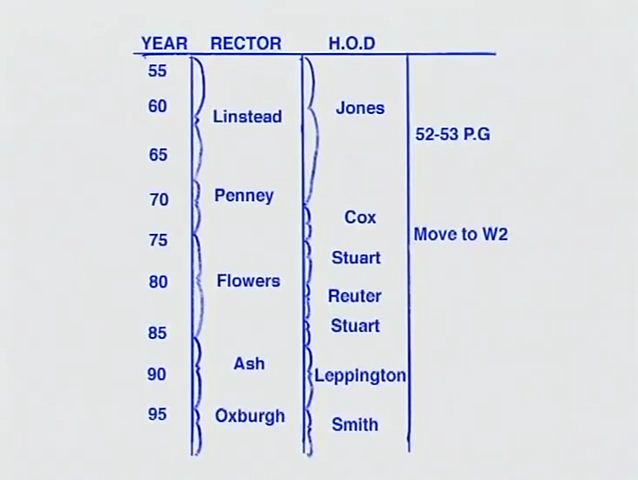 YEAR RECTOR H.O.D
55
60 Linstead Jones
52-53 P.G
65
70 Penney
Cox
75 Move to W2
Stuart
80 Flowers
Reuter
85 Stuart
Ash
90 Leppington
95 Oxburgh
Smith